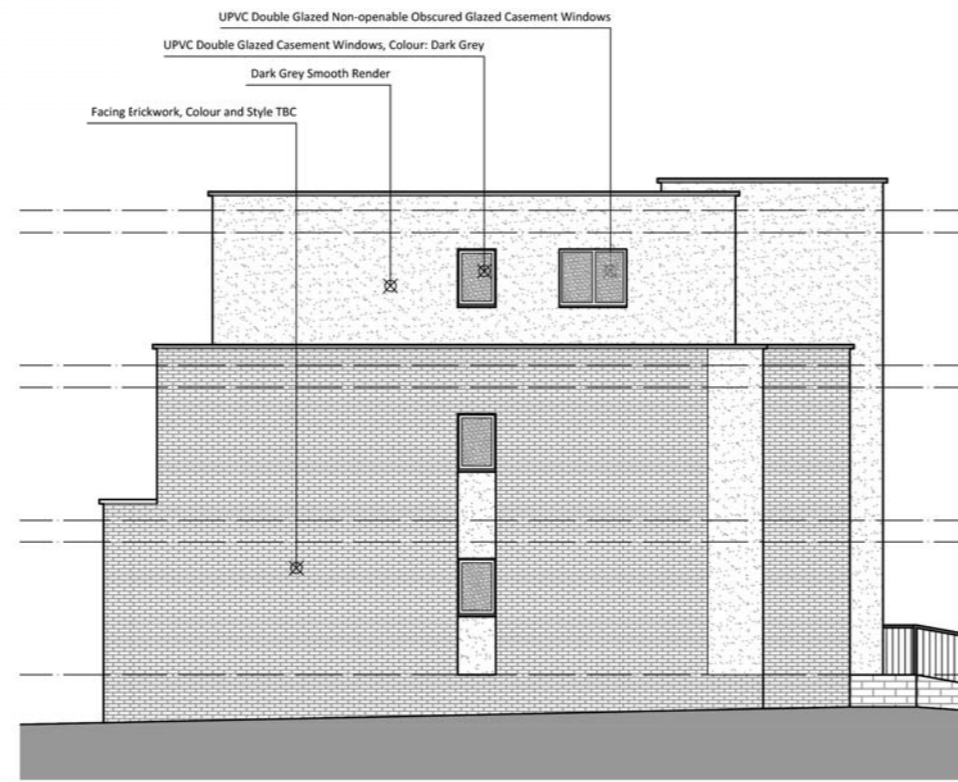 UPVC Double Glazed Non-openable Obscured Glazed Casement Windows
UPVC Double Glazed Casement Windows, Colour: Dark Grey
Dark Grey Smooth Render
Facing Brickwork, Colour and Style TBC